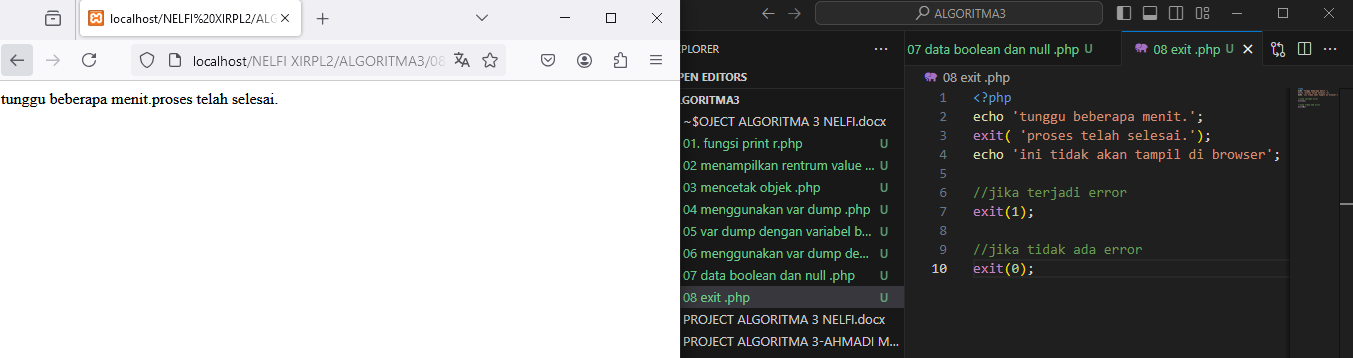 localhost/NELFI%20XIRPL2/ALG
localhost/NELFI XIRPL2/ALGORITMA3/08
tunggu beberapa menit.proses telah selesai.
ALGORITMA3
PLORER
PEN EDITORS
LGORITMA3
~$OJECT ALGORITMA 3 NELFI.docx
01. fungsi print r.php U
02 menampilkan rentrum value ... U
03 mencetak objek .php U
04 menggunakan var dump .php U
05 var dump dengan variabel b... U
06 menggunakan var dump de... U
07 data boolean dan null .php U
08 exit .php U
PROJECT ALGORITMA 3 NELFI.docx
PROJECT ALGORITMA 3-AHMADI M...
07 data boolean dan null .php U
08 exit .php U
08 exit .php
1 <?php
2 echo 'tunggu beberapa menit.';
3 exit( 'proses telah selesai.');
4 echo 'ini tidak akan tampil di browser';
5
6 //jika terjadi error
7 exit(1);
8
9 //jika tidak ada error
10 exit(0);